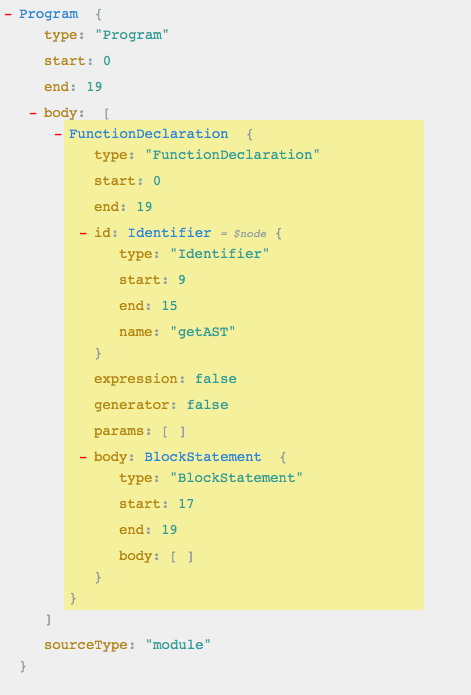 – Program {
type: "Program"
start: 0
end: 19
– body: [
– FunctionDeclaration {
type: "FunctionDeclaration"
start: 0
end: 19
– id: Identifier = $node {
type: "Identifier"
start: 9
end: 15
name: "getAST"
}
expression: false
generator: false
params: [ ]
– body: BlockStatement {
type: "BlockStatement"
start: 17
end: 19
body: [ ]
}
}
]
sourceType: "module"
}